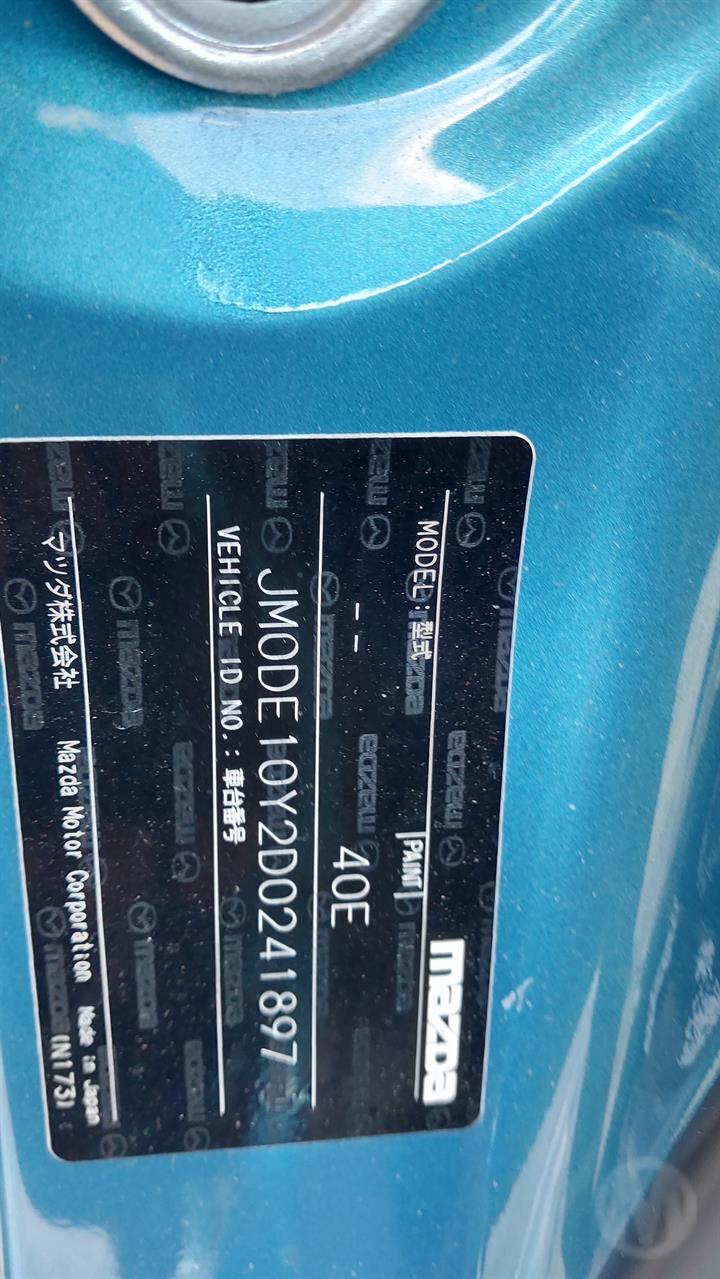 mazda
MODEL:型式 PAINT
-- 40E
JM0DE10Y2D0241897
VEHICLE ID NO.:車台番号
マツダ株式会社 Mazda Motor Corporation Made in Japan
(N173)